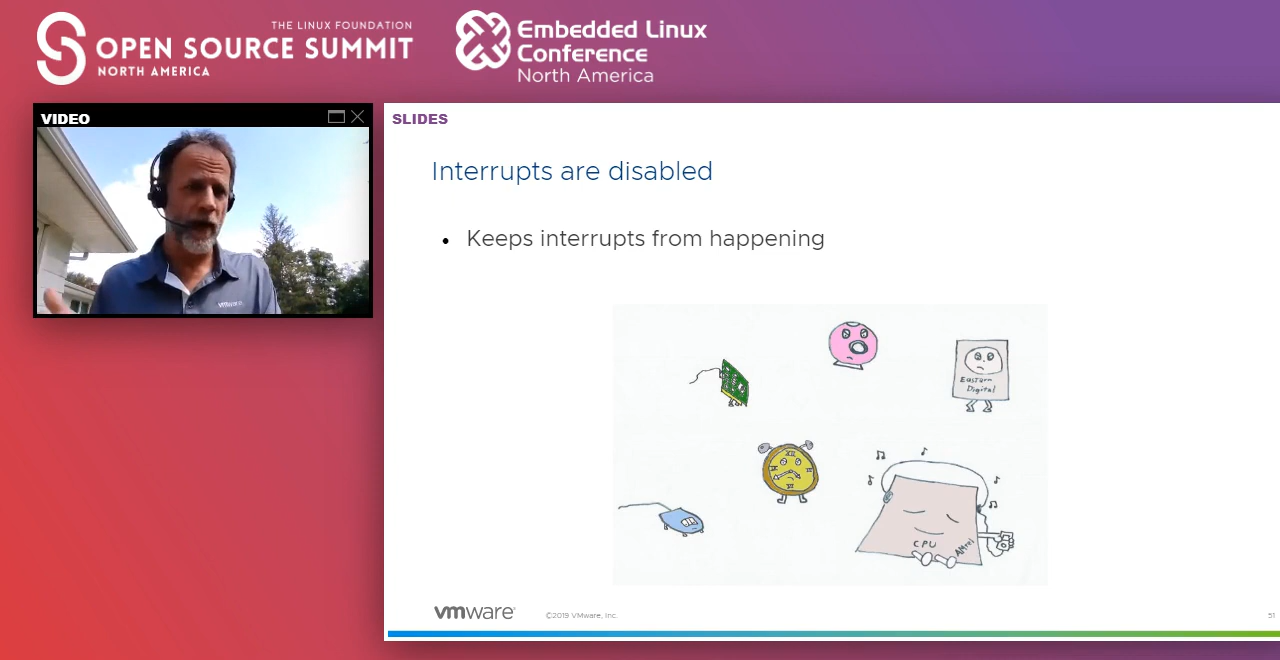 THE LINUX FOUNDATION
OPEN SOURCE SUMMIT
NORTH AMERICA
Embedded Linux
Conference
North America
VIDEO
SLIDES
vmware
Interrupts are disabled
• Keeps interrupts from happening
Eastern
Digital
CPU
vmware
©2019 VMware, Inc.
51